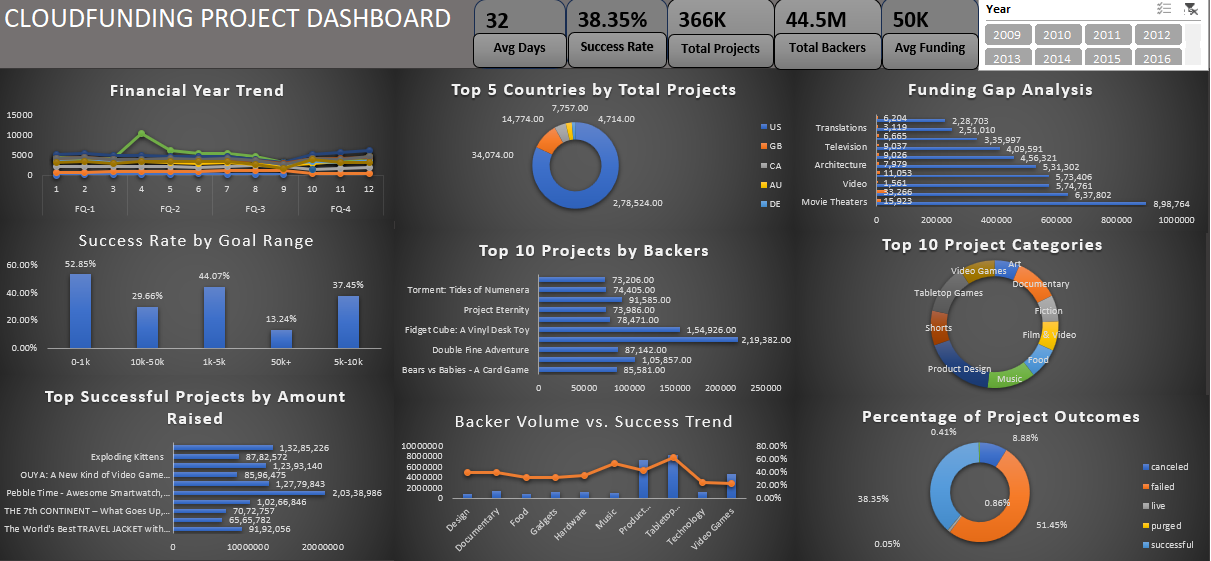 CLOUDFUNDING PROJECT DASHBOARD
32
Avg Days
38.35%
Success Rate
366K
Total Projects
44.5M
Total Backers
50K
Avg Funding
Year
2009 2010 2011 2012
2013 2014 2015 2016
Financial Year Trend
15000
10000
5000
0
1 2 3 4 5 6 7 8 9 10 11 12
FQ-1 FQ-2 FQ-3 FQ-4
Top 5 Countries by Total Projects
7,757.00
14,774.00
4,714.00
34,074.00
2,78,524.00
US
GB
CA
AU
DE
Funding Gap Analysis
6,204 2,28,703
Translations 3,119 2,51,010
6,665 3,35,997
Television 9,037 4,09,591
9,026 4,56,321
Architecture 7,979 5,31,302
11,053 5,73,406
Video 1,561 5,74,761
33,266 6,37,802
Movie Theaters 15,923 8,98,764
0 200000 400000 600000 800000 1000000
Success Rate by Goal Range
60.00%
40.00%
20.00%
0.00%
52.85%
29.66%
44.07%
13.24%
37.45%
0-1k 10k-50k 1k-5k 50k+ 5k-10k
Top 10 Projects by Backers
73,206.00
Torment: Tides of Numenera 74,405.00
91,585.00
Project Eternity 73,986.00
78,471.00
Fidget Cube: A Vinyl Desk Toy 1,54,926.00
2,19,382.00
Double Fine Adventure 87,142.00
1,05,857.00
Bears vs Babies - A Card Game 85,581.00
0 50000 100000 150000 200000 250000
Top 10 Project Categories
Art
Documentary
Fiction
Film & Video
Food
Music
Product Design
Shorts
Tabletop Games
Video Games
Top Successful Projects by Amount
Raised
1,32,85,226
Exploding Kittens 87,82,572
1,23,93,140
OUYA: A New Kind of Video Game... 85,96,475
1,27,79,843
Pebble Time - Awesome Smartwatch,... 2,03,38,986
1,02,66,846
THE 7th CONTINENT – What Goes Up,... 70,72,757
65,65,782
The World's Best TRAVEL JACKET with... 91,92,056
0 10000000 20000000
Backer Volume vs. Success Trend
10000000
8000000
6000000
4000000
2000000
0
80.00%
60.00%
40.00%
20.00%
0.00%
Design
Documentary
Food
Gadgets
Hardware
Music
Product...
Tabletop...
Technology
Video Games
Percentage of Project Outcomes
0.41%
8.88%
38.35%
0.86%
51.45%
0.05%
canceled
failed
live
purged
successful